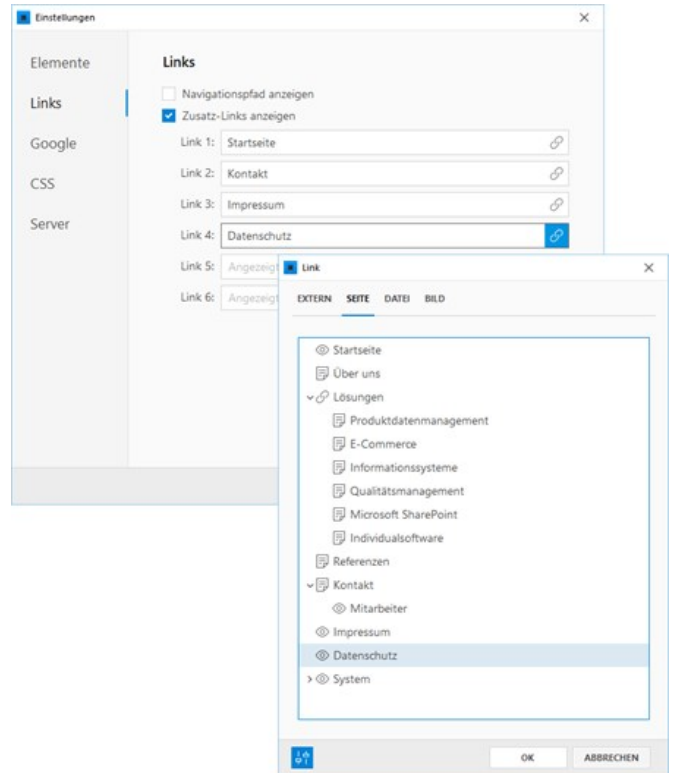 Einstellungen
Elemente
Links
Google
CSS
Server
Links
Navigationspfad anzeigen
Zusatz-Links anzeigen
Link 1: Startseite
Link 2: Kontakt
Link 3: Impressum
Link 4: Datenschutz
Link 5: Angezeigt
Link 6: Angezeigt
Link
EXTERN SEITE DATEI BILD
Startseite
Über uns
Lösungen
Produktdatenmanagement
E-Commerce
Informationssysteme
Qualitätsmanagement
Microsoft SharePoint
Individualsoftware
Referenzen
Kontakt
Mitarbeiter
Impressum
Datenschutz
System
OK ABBRECHEN